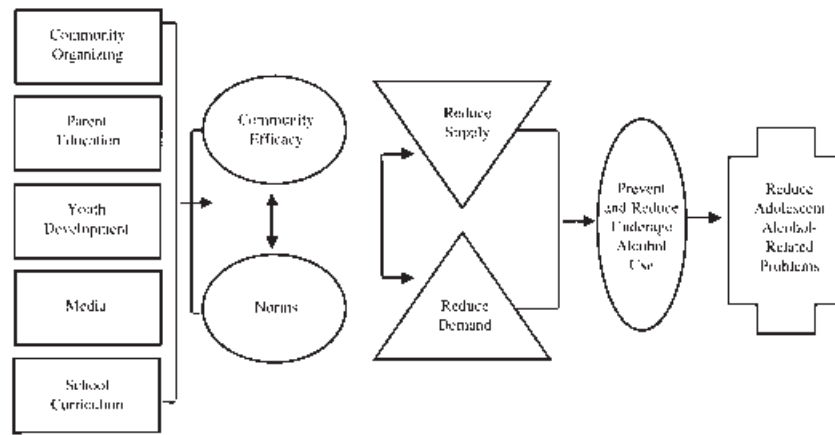 Community
Organizing
Parent
Education
Youth
Development
Media
School
Curriculum
Community
Efficacy
Norms
Reduce
Supply
Reduce
Demand
Prevent
and Reduce
Underage
Alcohol
Use
Reduce
Adolescent
Alcohol-
Related
Problems